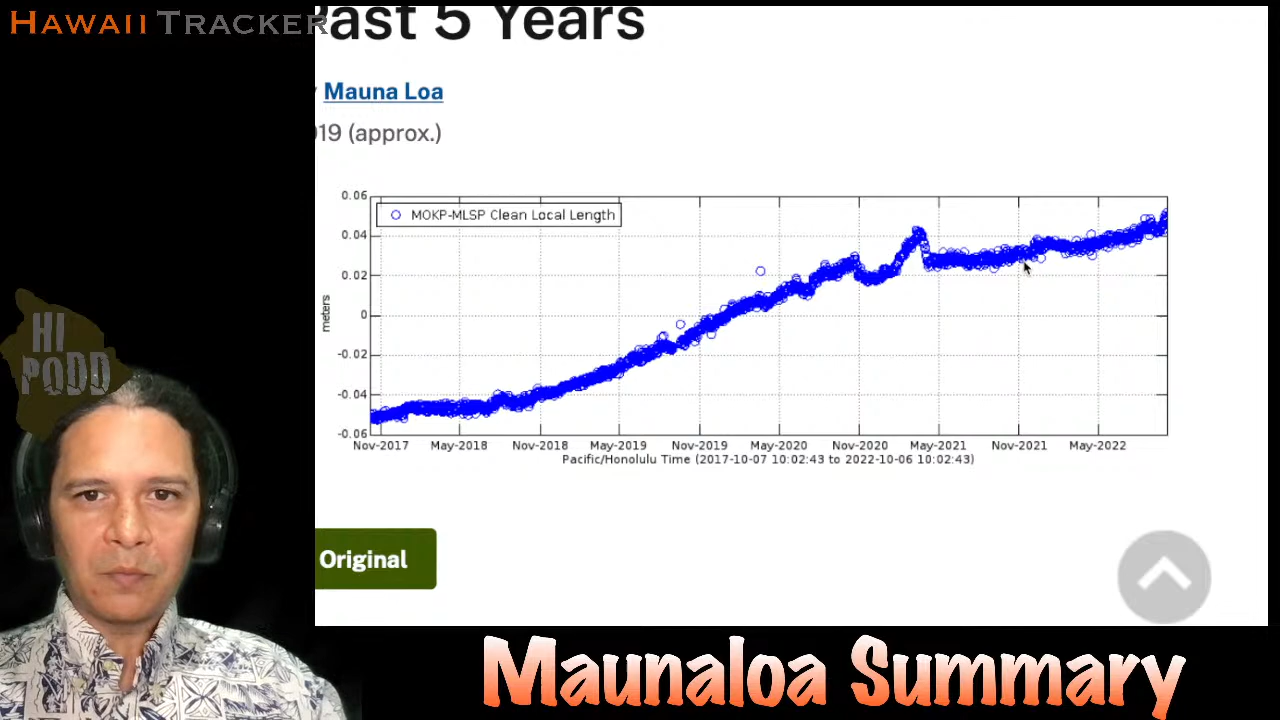 HAWAII TRACKER
Past 5 Years
Mauna Loa
019 (approx.)
0.06
MOKP-MLSP Clean Local Length
0.04
0.02
0
-0.02
-0.04
-0.06
meters
Nov-2017 May-2018 Nov-2018 May-2019 Nov-2019 May-2020 Nov-2020 May-2021 Nov-2021 May-2022
Pacific/Honolulu Time (2017-10-07 10:02:43 to 2022-10-06 10:02:43)
HI
PODD
Original
Maunaloa Summary